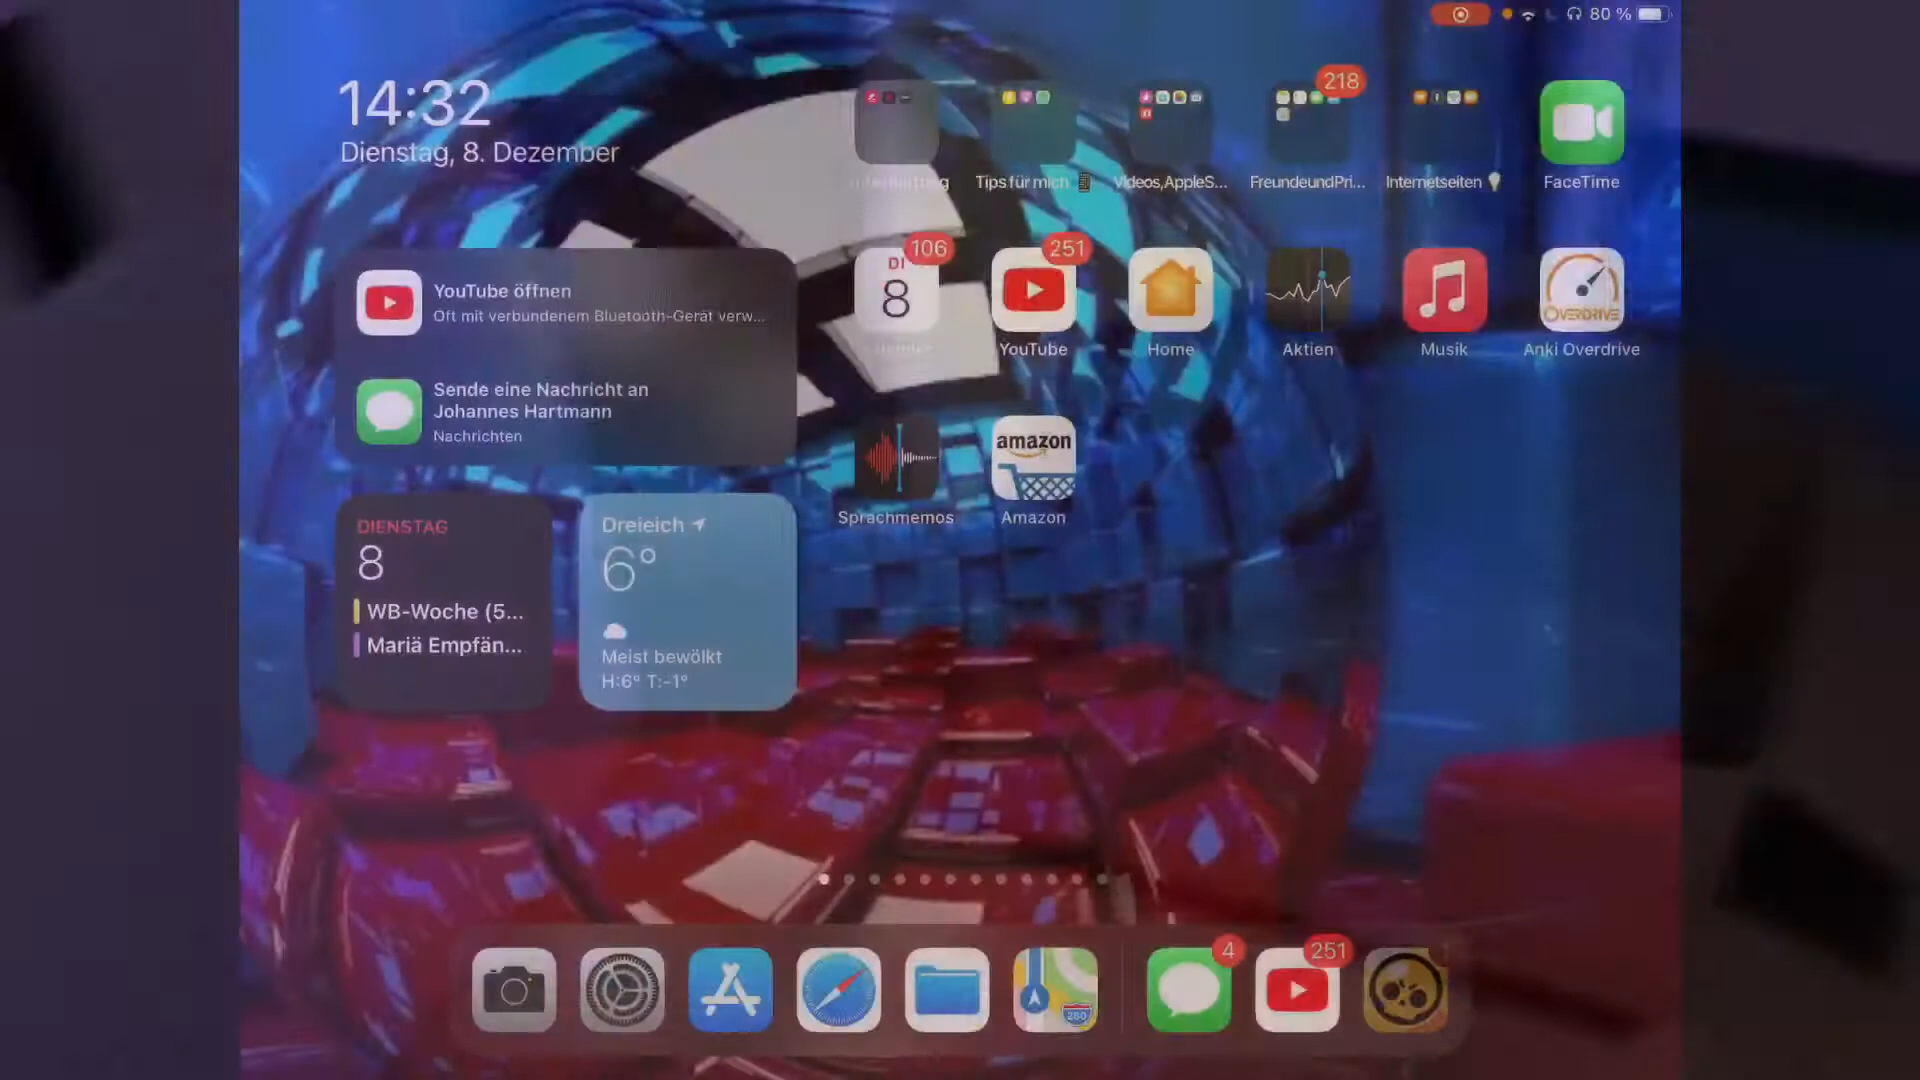 80 %
14:32
Dienstag, 8. Dezember
218
Tips für mich
Videos,AppleS...
FreundeundPri...
Internetseiten
FaceTime
YouTube öffnen
Oft mit verbundenem Bluetooth-Gerät verw...
Sende eine Nachricht an
Johannes Hartmann
Nachrichten
106
DI
8
251
OVERDRIVE
YouTube
Home
Aktien
Musik
Anki Overdrive
amazon
Sprachmemos
Amazon
DIENSTAG
8
WB-Woche (5...
Mariä Empfän...
Dreieich
6°
Meist bewölkt
H:6° T:-1°
280
4
251